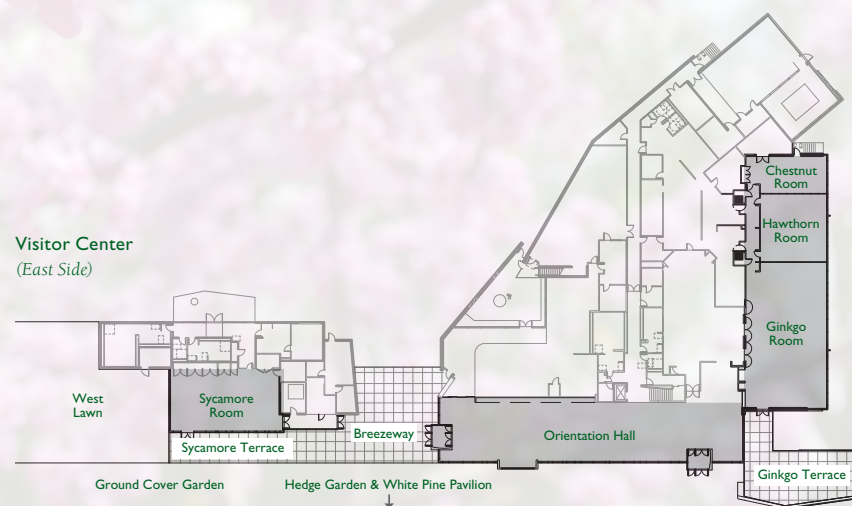 Chestnut
Room
Hawthorn
Room
Visitor Center
(East Side)
Ginkgo
Room
West
Lawn
Sycamore
Room
Breezeway
Orientation Hall
Sycamore Terrace
Ginkgo Terrace
Ground Cover Garden
Hedge Garden & White Pine Pavilion